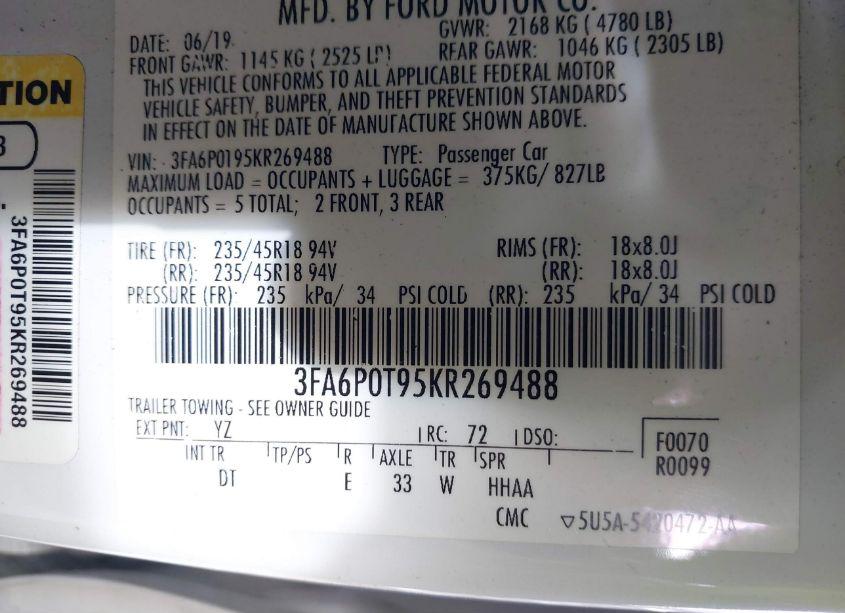 TION
3
3FA6P0T95KR269488
MFD. BY FORD MOTOR CO.
DATE: 06/19
GVWR: 2168 KG ( 4780 LB)
FRONT GAWR: 1145 KG ( 2525 LB)
REAR GAWR: 1046 KG ( 2305 LB)
THIS VEHICLE CONFORMS TO ALL APPLICABLE FEDERAL MOTOR
VEHICLE SAFETY, BUMPER, AND THEFT PREVENTION STANDARDS
IN EFFECT ON THE DATE OF MANUFACTURE SHOWN ABOVE.
VIN: 3FA6P0T95KR269488 TYPE: Passenger Car
MAXIMUM LOAD = OCCUPANTS + LUGGAGE = 375KG/ 827LB
OCCUPANTS = 5 TOTAL; 2 FRONT, 3 REAR
TIRE (FR): 235/45R18 94V RIMS (FR): 18x8.0J
(RR): 235/45R18 94V (RR): 18x8.0J
PRESSURE (FR): 235 kPa/ 34 PSI COLD (RR): 235 kPa/ 34 PSI COLD
3FA6P0T95KR269488
TRAILER TOWING - SEE OWNER GUIDE
EXT PNT: YZ RC: 72 DSO:
F0070
R0099
INT TR TP/PS R AXLE TR SPR
DT E 33 W HHAA
CMC ▽5U5A-5420472-AA